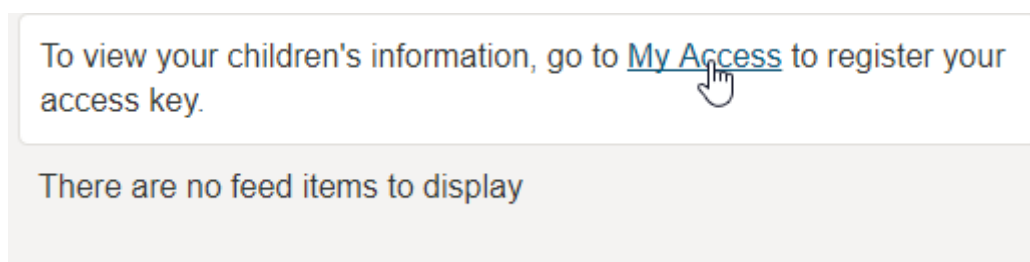 To view your children's information, go to My Access to register your
access key.
There are no feed items to display